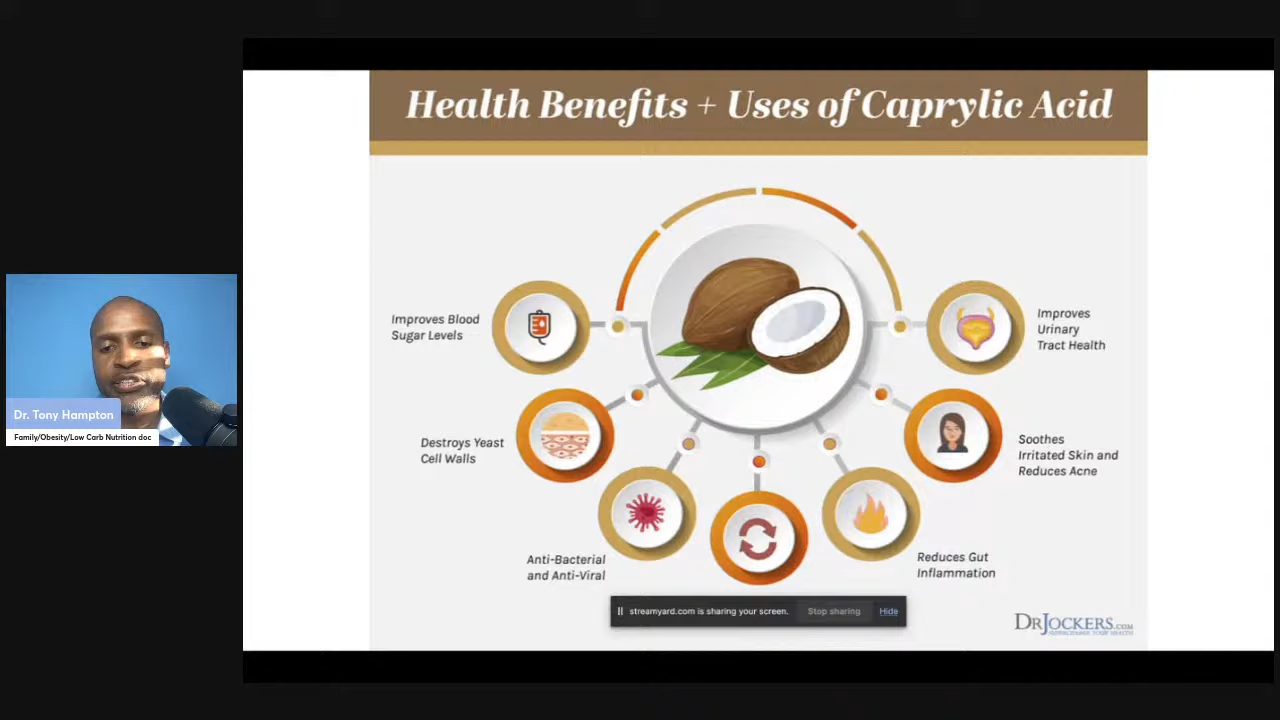 Health Benefits + Uses of Caprylic Acid
Improves Blood
Sugar Levels
Improves
Urinary
Tract Health
Destroys Yeast
Cell Walls
Soothes
Irritated Skin and
Reduces Acne
Anti-Bacterial
and Anti-Viral
Reduces Gut
Inflammation
streamyard.com is sharing your screen.
Stop sharing
Hide
DRJOCKERS.COM
Dr. Tony Hampton
Family/Obesity/Low Carb Nutrition doc